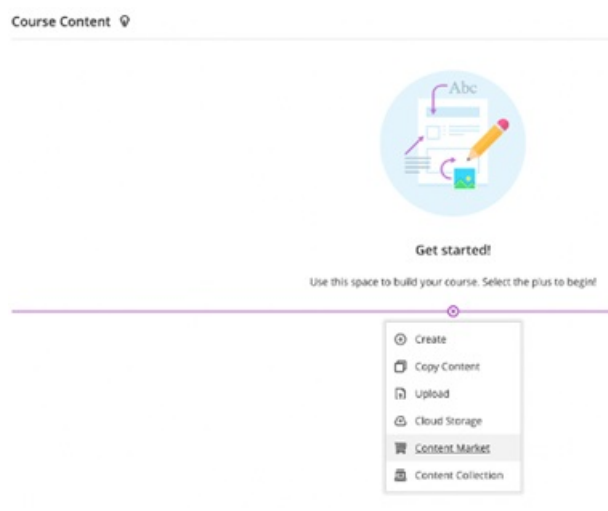 Course Content
Abc
Get started!
Use this space to build your course. Select the plus to begin!
Create
Copy Content
Upload
Cloud Storage
Content Market
Content Collection